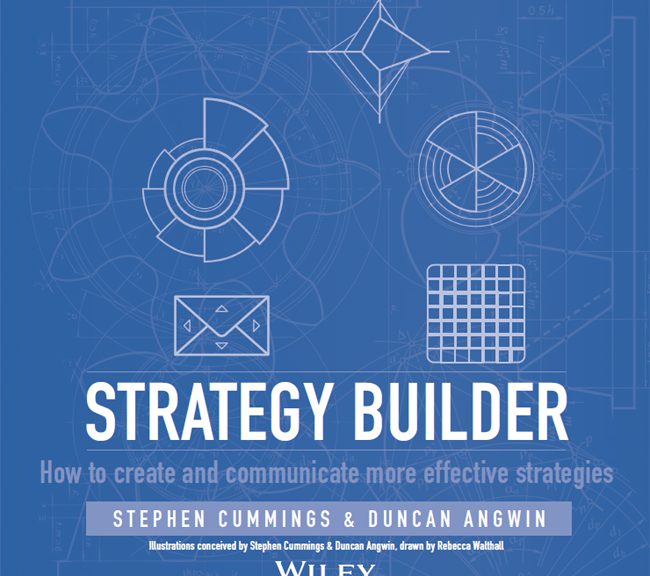 STRATEGY BUILDER
How to create and communicate more effective strategies
STEPHEN CUMMINGS & DUNCAN ANGWIN
Illustrations conceived by Stephen Cummings & Duncan Angwin, drawn by Rebecca Walthall
WILEY